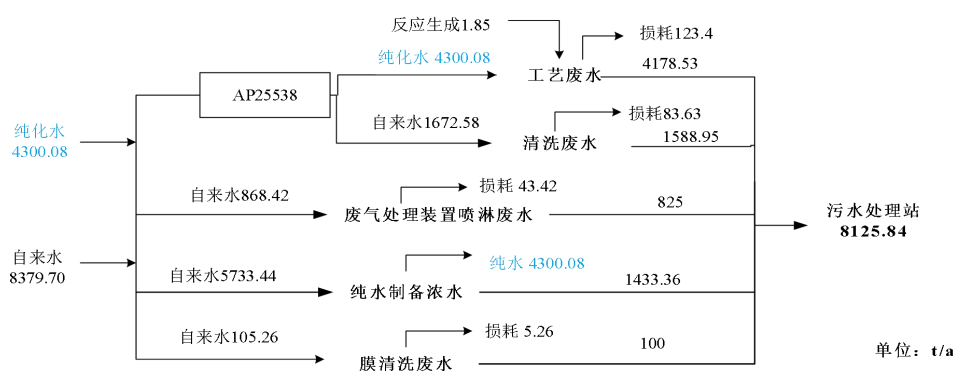 反应生成1.85
损耗123.4
纯化水 4300.08
工艺废水
4178.53
AP25538
自来水1672.58
损耗83.63
清洗废水
1588.95
纯化水
4300.08
自来水868.42
损耗 43.42
废气处理装置喷淋废水
825
污水处理站
8125.84
自来水
8379.70
自来水5733.44
纯水 4300.08
纯水制备浓水
1433.36
自来水105.26
损耗 5.26
膜清洗废水
100
单位：t/a